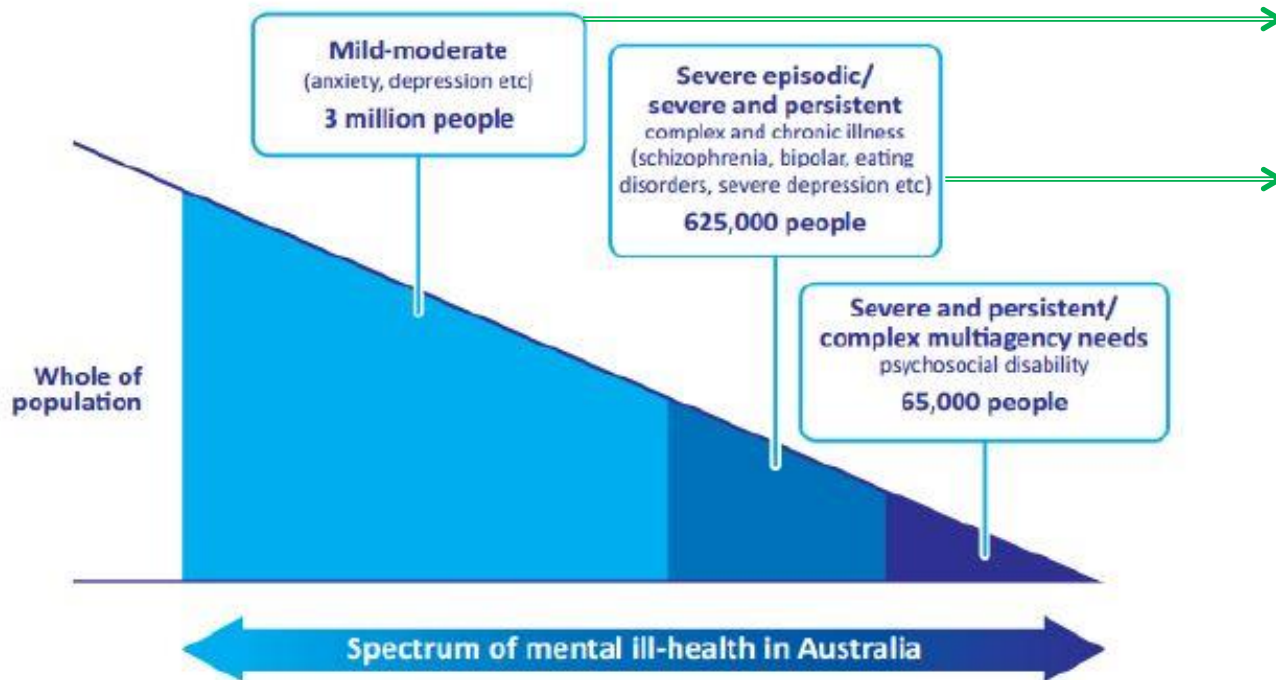 Mild-moderate
(anxiety, depression etc)
3 million people
Severe episodic/
severe and persistent
complex and chronic illness
(schizophrenia, bipolar, eating
disorders, severe depression etc)
625,000 people
Severe and persistent/
complex multiagency needs
psychosocial disability
65,000 people
Whole of
population
Spectrum of mental ill-health in Australia